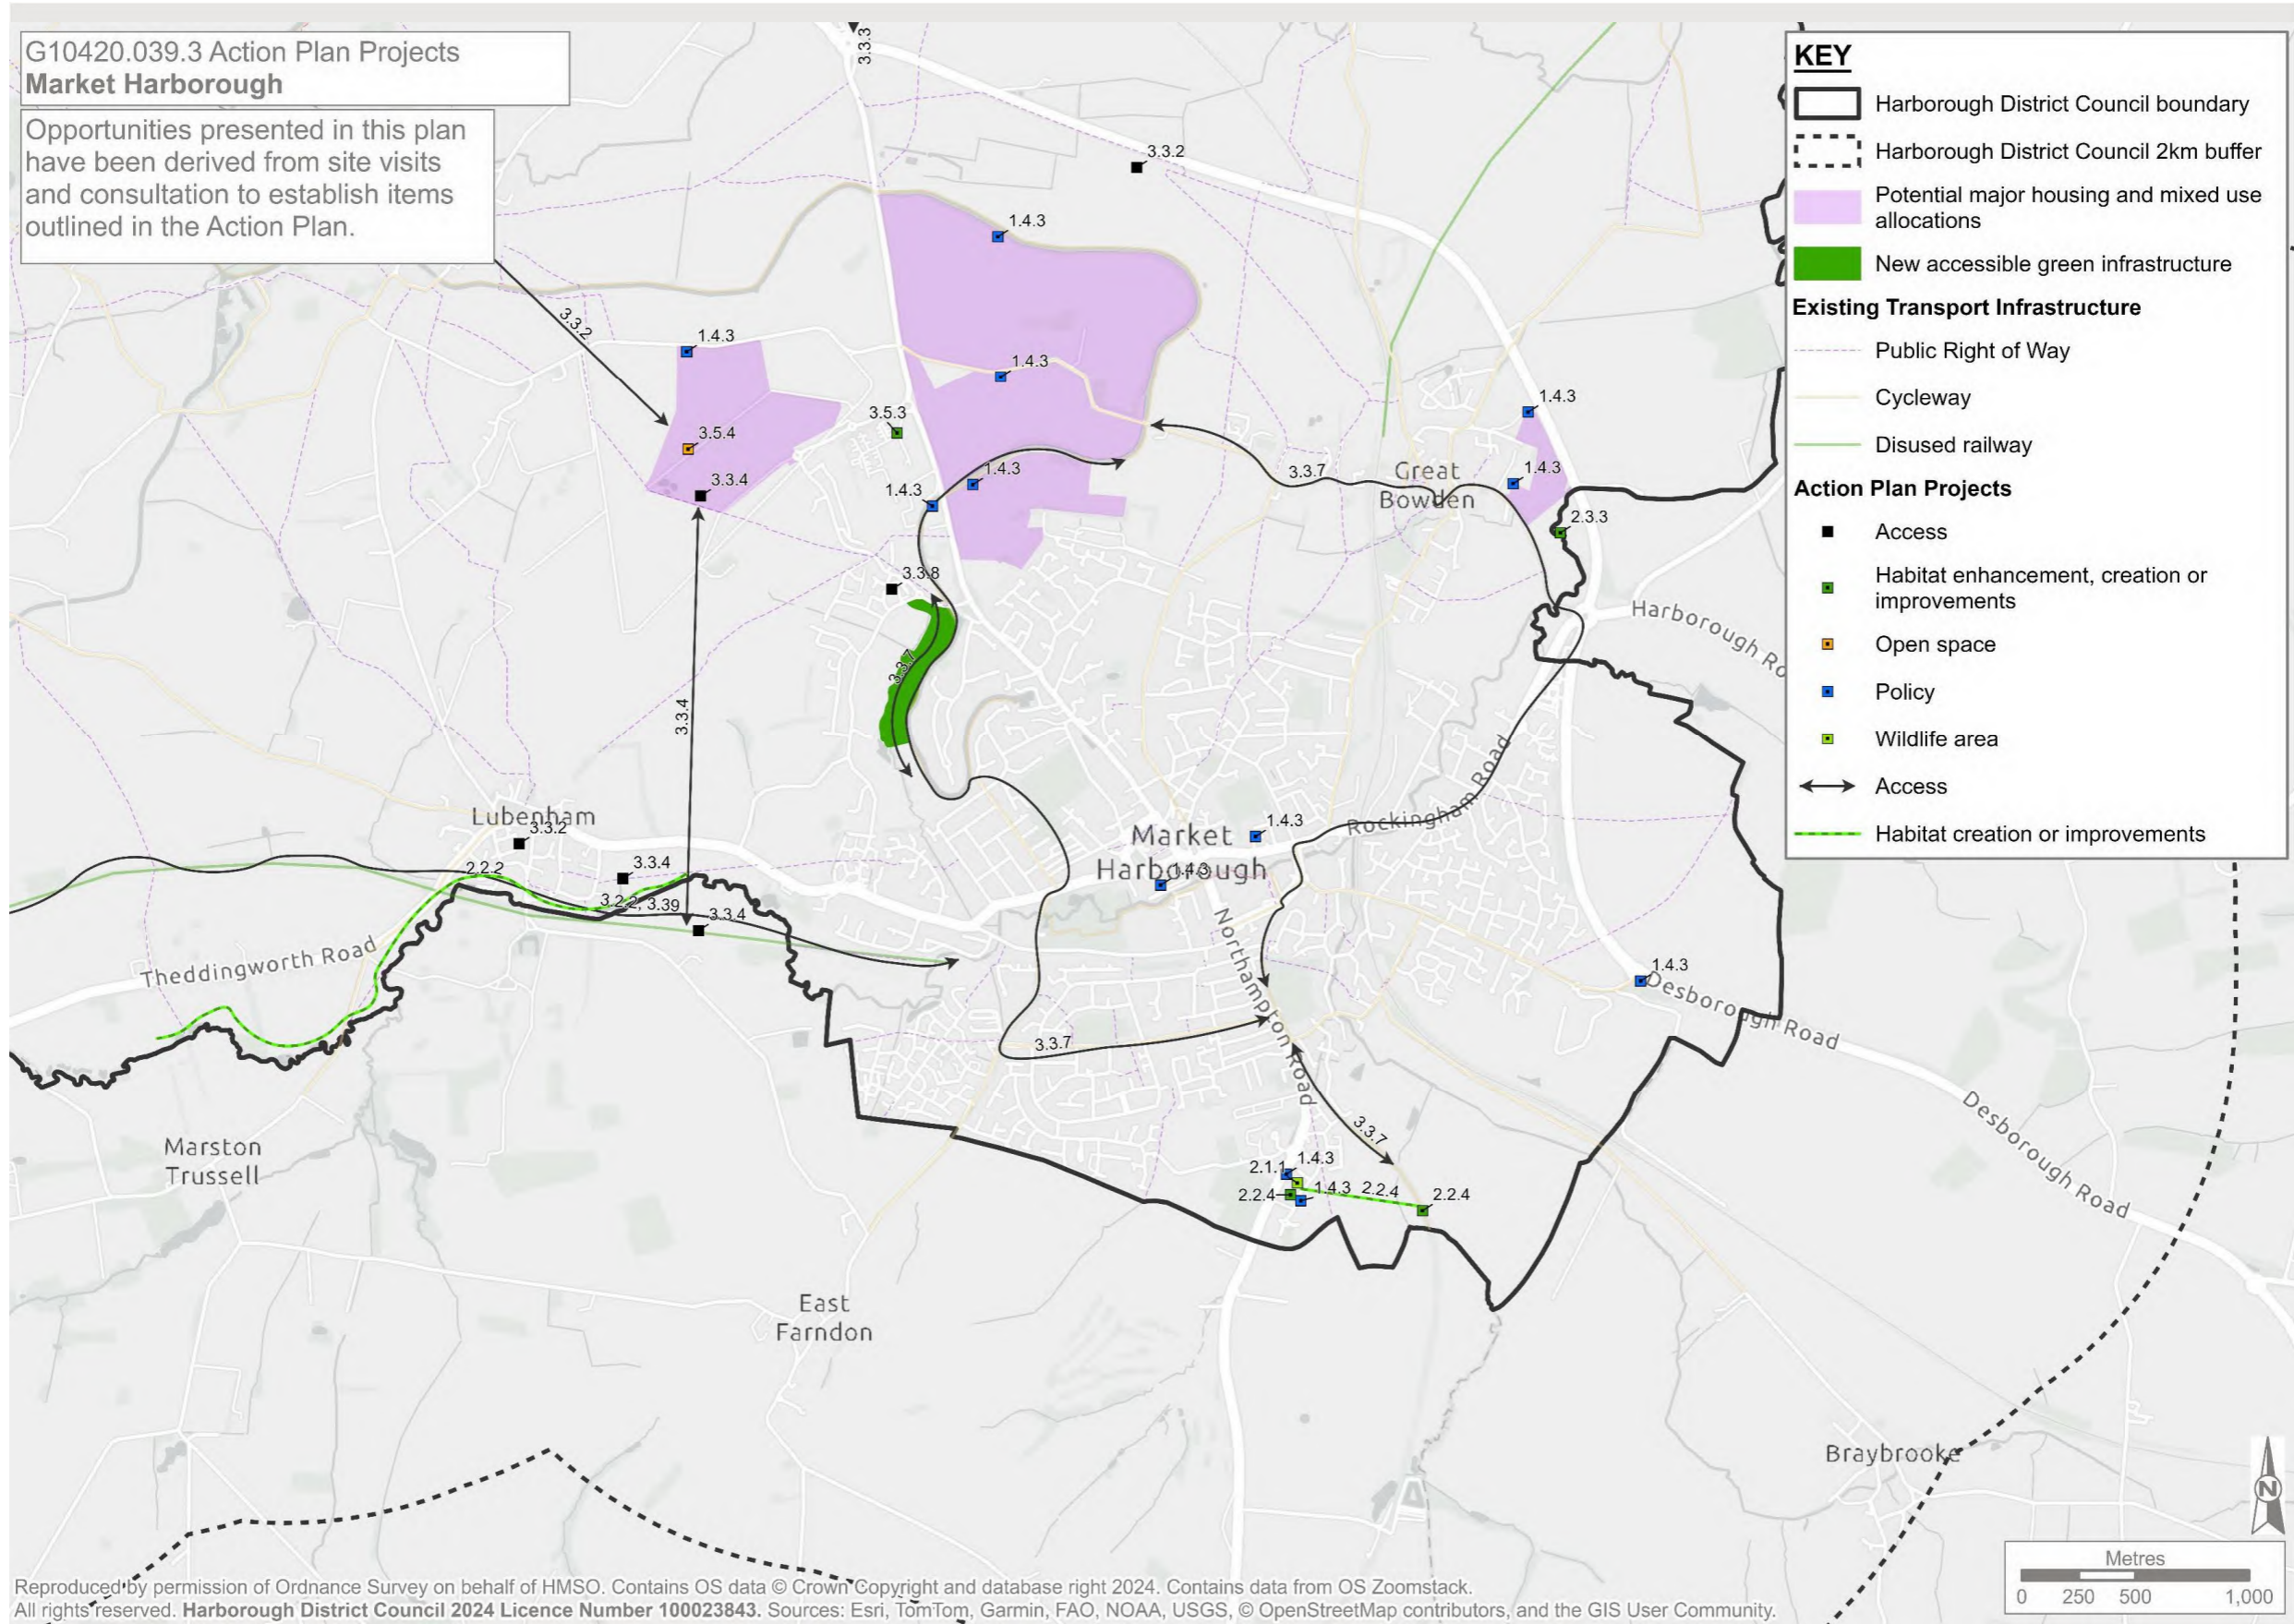 G10420.039.3 Action Plan Projects
Market Harborough
Opportunities presented in this plan
have been derived from site visits
and consultation to establish items
outlined in the Action Plan.
KEY
Harborough District Council boundary
Harborough District Council 2km buffer
Potential major housing and mixed use
allocations
New accessible green infrastructure
Existing Transport Infrastructure
Public Right of Way
Cycleway
Disused railway
Action Plan Projects
Access
Habitat enhancement, creation or
improvements
Open space
Policy
Wildlife area
Access
Habitat creation or improvements
3.3.3
3.3.2
1.4.3
3.3.2
1.4.3
1.4.3
3.5.3
1.4.3
3.5.4
3.3.4
1.4.3
1.4.3
3.3.7
Great
Bowden
1.4.3
2.3.3
3.3.8
Harborough Ro
3.3.7
3.3.4
Rockingham Road
Lubenham
3.3.2
Market
Harborough
1.4.3
1.4.3
2.2.2
3.3.4
3.2.2, 3.39
3.3.4
Theddingworth Road
Northampton Road
1.4.3
Desborough Road
3.3.7
Desborough Road
3.3.7
Marston
Trussell
2.1.1
1.4.3
2.2.4
1.4.3
2.2.4
2.2.4
East
Farndon
Braybrooke
N
Metres
0 250 500 1,000
Reproduced by permission of Ordnance Survey on behalf of HMSO. Contains OS data © Crown Copyright and database right 2024. Contains data from OS Zoomstack.
All rights reserved. Harborough District Council 2024 Licence Number 100023843. Sources: Esri, TomTom, Garmin, FAO, NOAA, USGS, © OpenStreetMap contributors, and the GIS User Community.